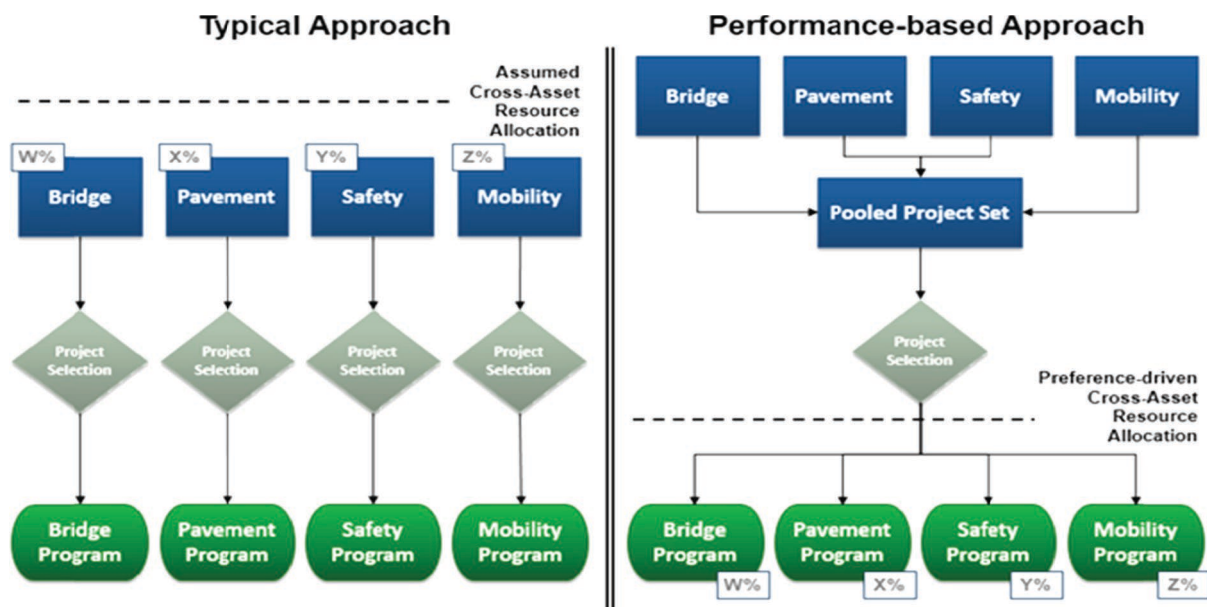 Typical Approach
Assumed
Cross-Asset
Resource
Allocation
W%
X%
Y%
Z%
Bridge
Pavement
Safety
Mobility
Project
Selection
Project
Selection
Project
Selection
Project
Selection
Bridge
Program
Pavement
Program
Safety
Program
Mobility
Program
Performance-based Approach
Bridge
Pavement
Safety
Mobility
Pooled Project Set
Project
Selection
Preference-driven
Cross-Asset
Resource
Allocation
Bridge
Program
Pavement
Program
Safety
Program
Mobility
Program
W%
X%
Y%
Z%